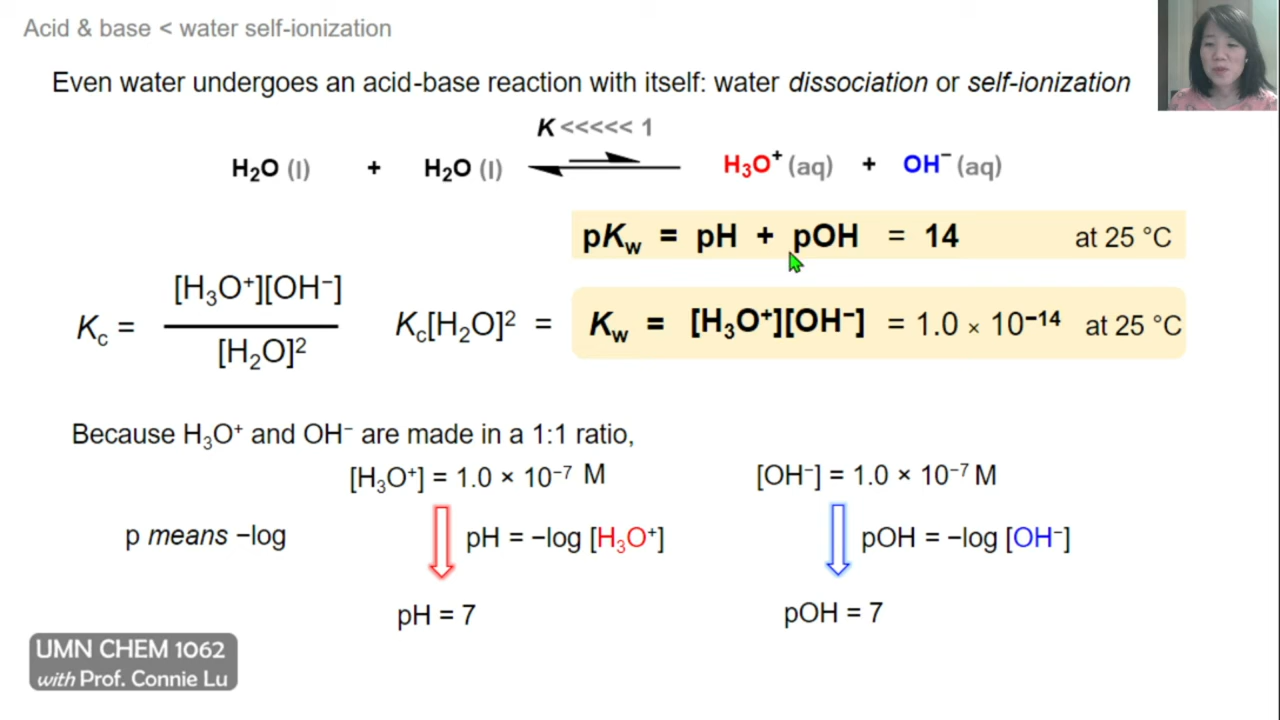 Acid & base < water self-ionization
Even water undergoes an acid-base reaction with itself: water dissociation or self-ionization
K <<<<< 1
H₂O (l) + H₂O (l) H₃O⁺ (aq) + OH⁻ (aq)
pKw = pH + pOH = 14 at 25 °C
Kc = [H₃O⁺][OH⁻] / [H₂O]²
Kc[H₂O]² = Kw = [H₃O⁺][OH⁻] = 1.0 × 10⁻¹⁴ at 25 °C
Because H₃O⁺ and OH⁻ are made in a 1:1 ratio,
[H₃O⁺] = 1.0 × 10⁻⁷ M [OH⁻] = 1.0 × 10⁻⁷ M
p means −log pH = −log [H₃O⁺] pOH = −log [OH⁻]
pH = 7 pOH = 7
UMN CHEM 1062
with Prof. Connie Lu